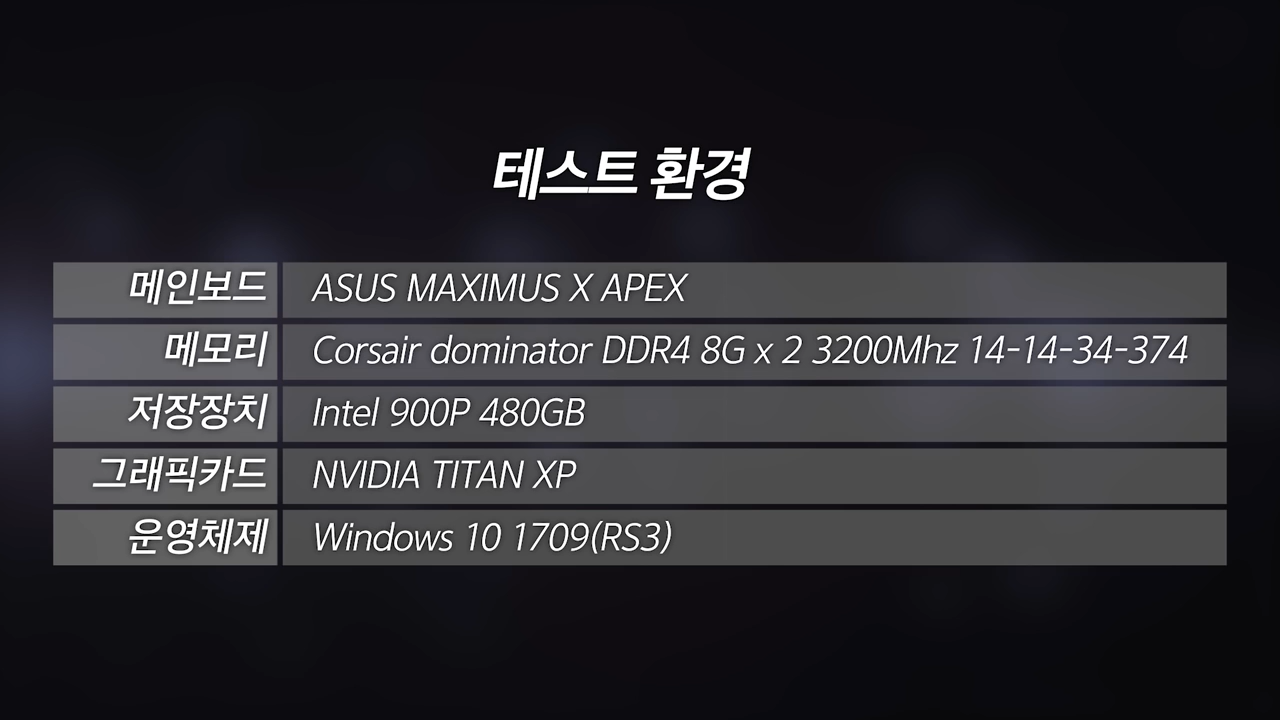 테스트 환경
메인보드 ASUS MAXIMUS X APEX
메모리 Corsair dominator DDR4 8G x 2 3200Mhz 14-14-34-374
저장장치 Intel 900P 480GB
그래픽카드 NVIDIA TITAN XP
운영체제 Windows 10 1709(RS3)